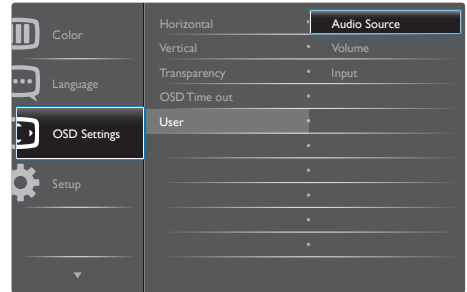 Color
Language
OSD Settings
Setup
Horizontal
Vertical
Transparency
OSD Time out
User
Audio Source
Volume
Input